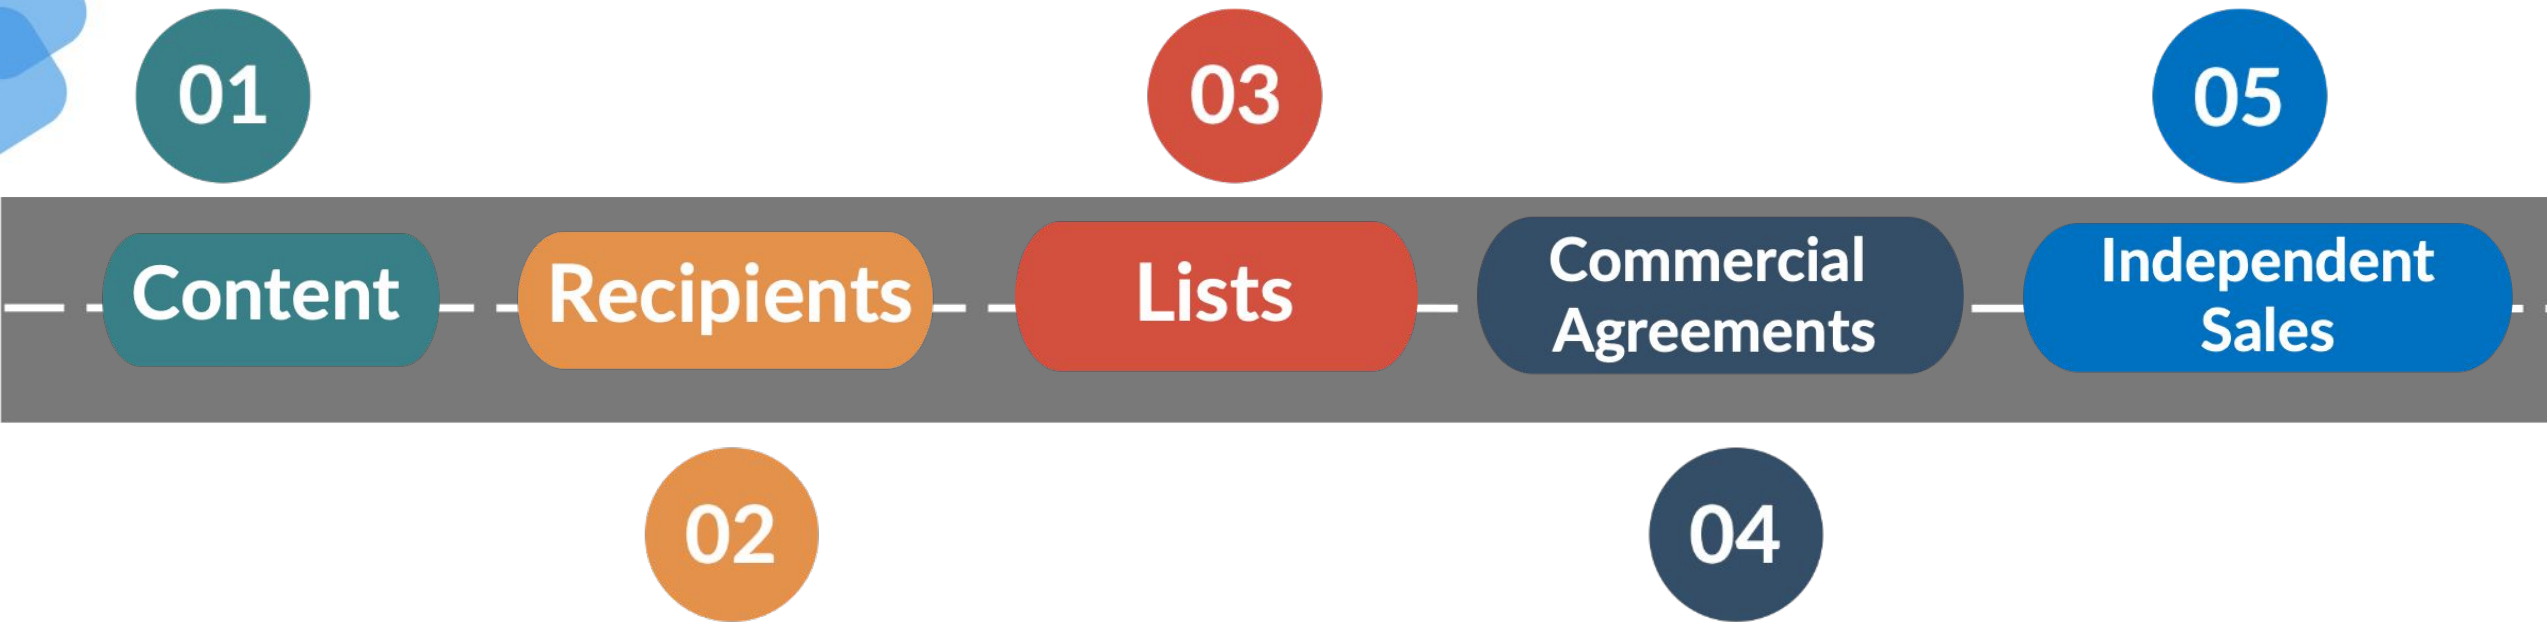 01
03
05
Content
Recipients
Lists
Commercial
Agreements
Independent
Sales
02
04